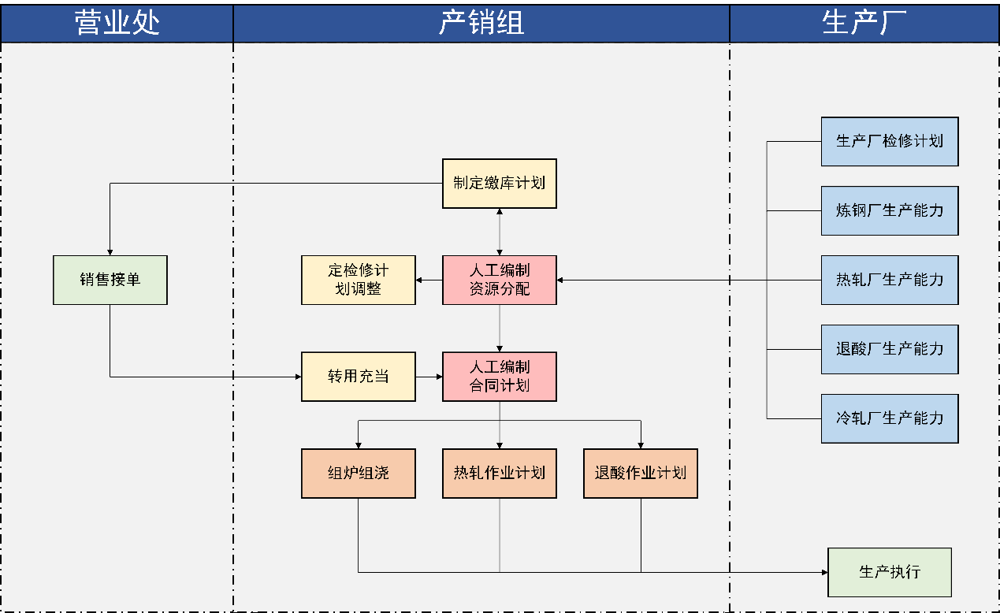 营业处
产销组
生产厂
生产厂检修计划
制定缴库计划
炼钢厂生产能力
销售接单
定检修计
划调整
人工编制
资源分配
热轧厂生产能力
退酸厂生产能力
转用充当
人工编制
合同计划
冷轧厂生产能力
组炉组浇
热轧作业计划
退酸作业计划
生产执行